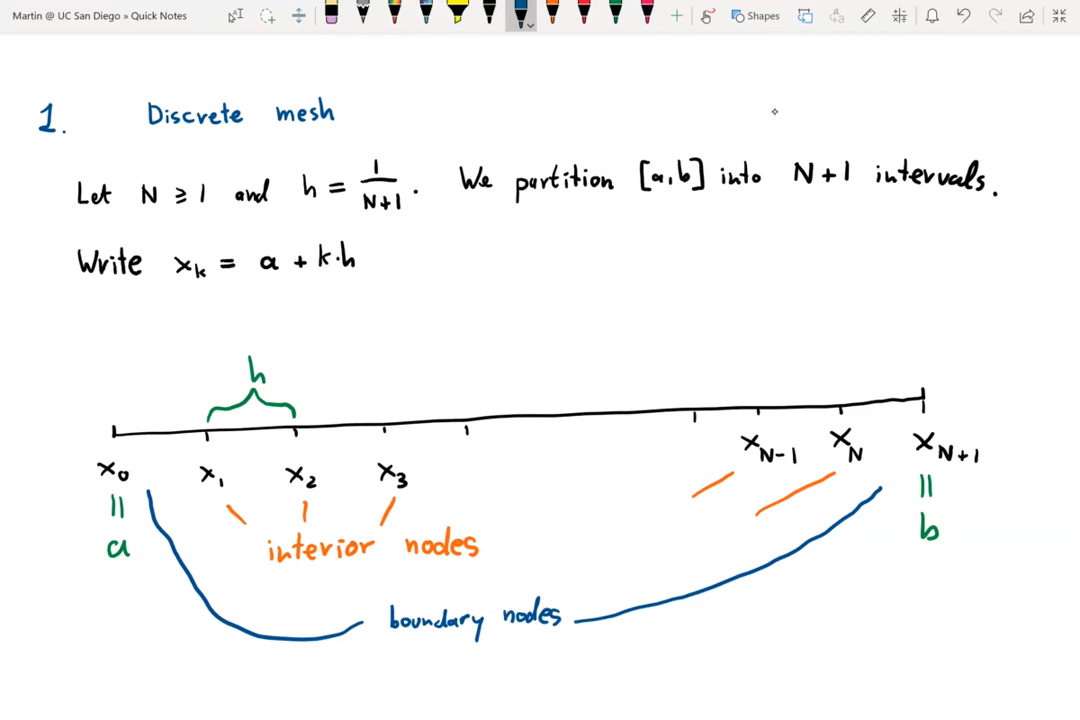 Martin @ UC San Diego » Quick Notes
Shapes
1. Discrete mesh
Let N ≥ 1 and h = 1/(N+1). We partition [a,b] into N+1 intervals.
Write x_k = a + k·h
h
x_0 x_1 x_2 x_3 x_{N-1} x_N x_{N+1}
|| ||
a b
interior nodes
boundary nodes